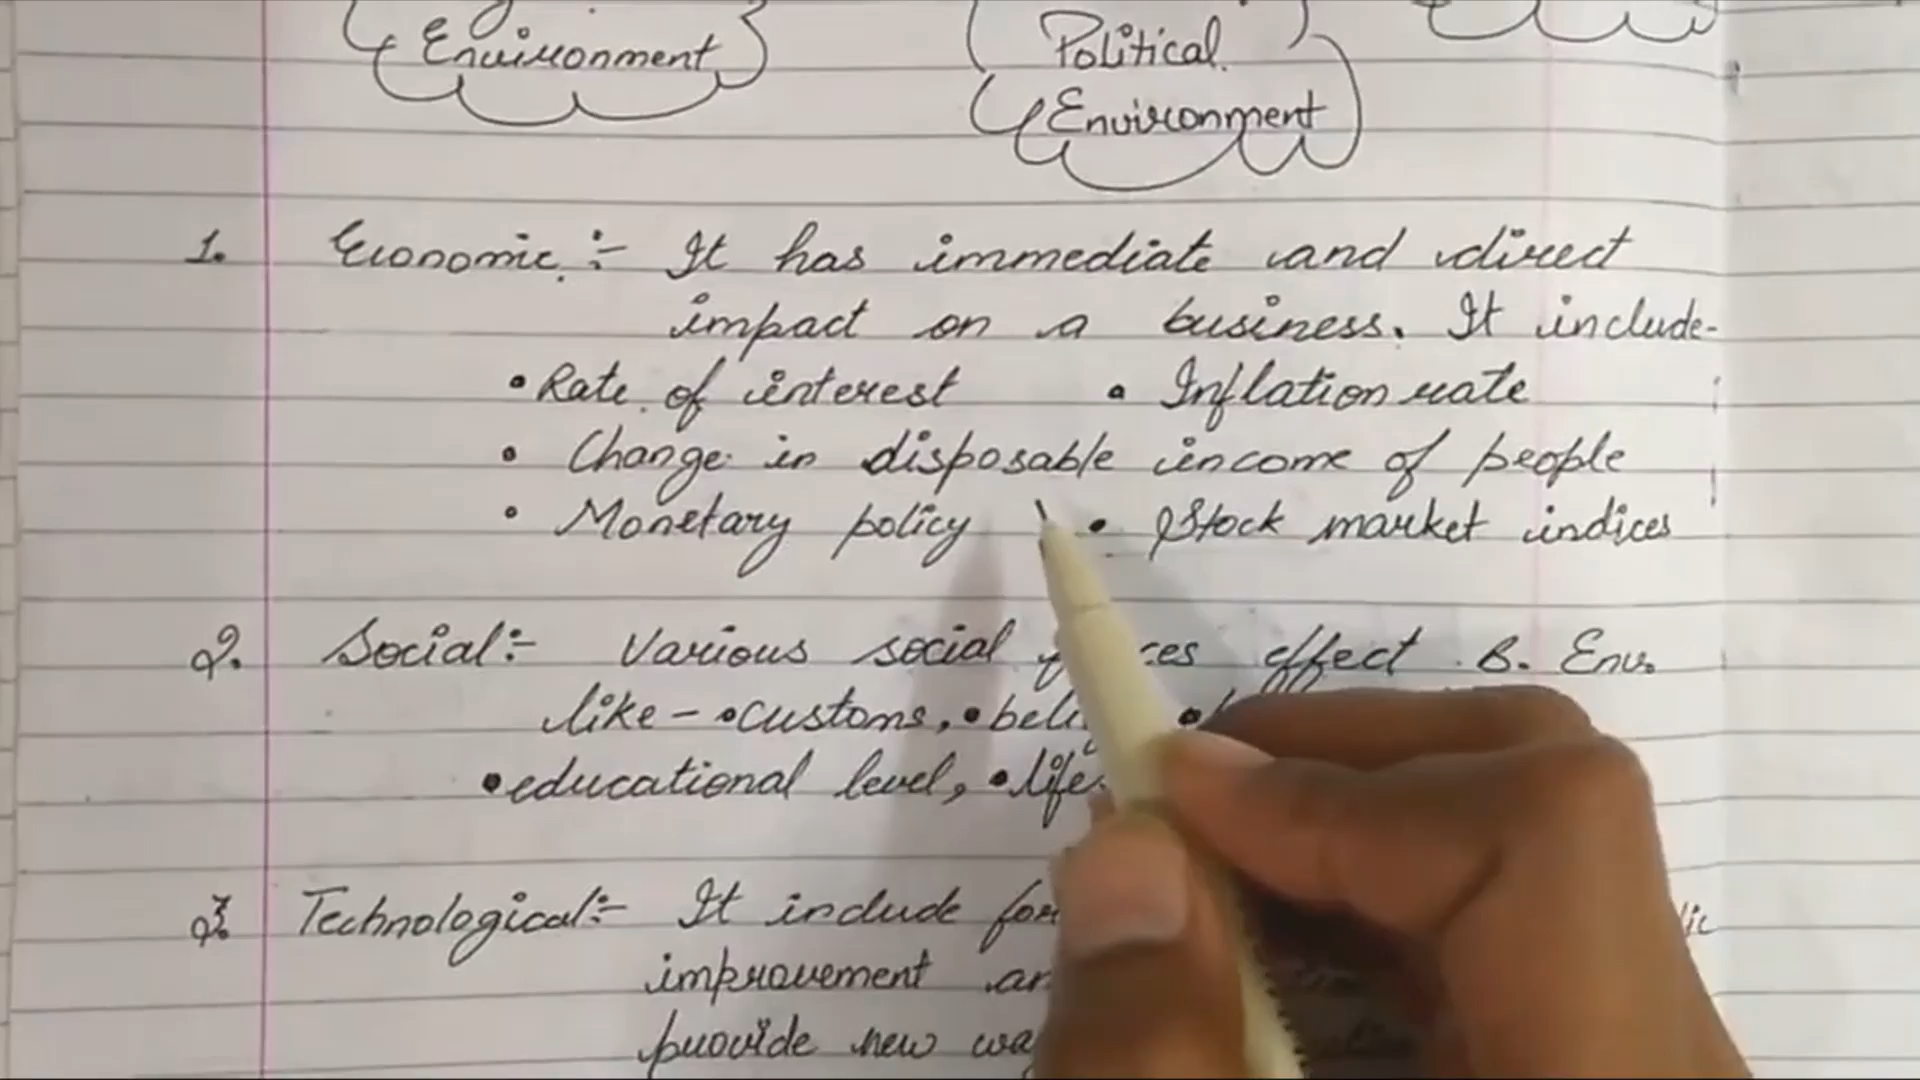 Environment
Political
Environment
1. Economic :- It has immediate and direct
impact on a business. It include-
• Rate of interest • Inflation rate
• Change in disposable income of people
• Monetary policy • Stock market indices
2. Social :- Various social effect B. Env.
like - • customs, •
• educational level, •
3. Technological :- It include
improvement
provide new